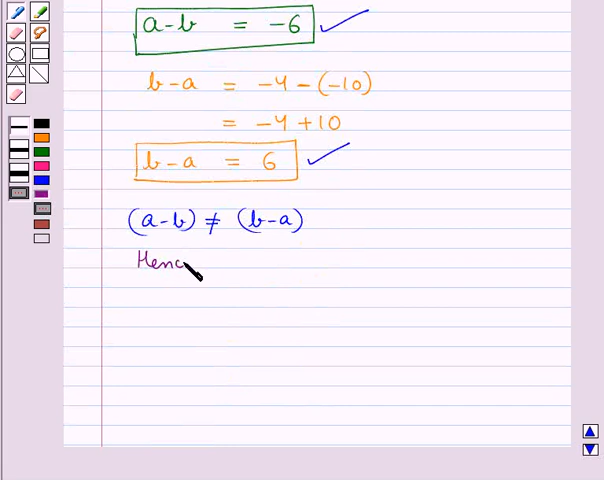 a-b = -6
b-a = -4-(-10)
= -4+10
b-a = 6
(a-b) ≠ (b-a)
Henc